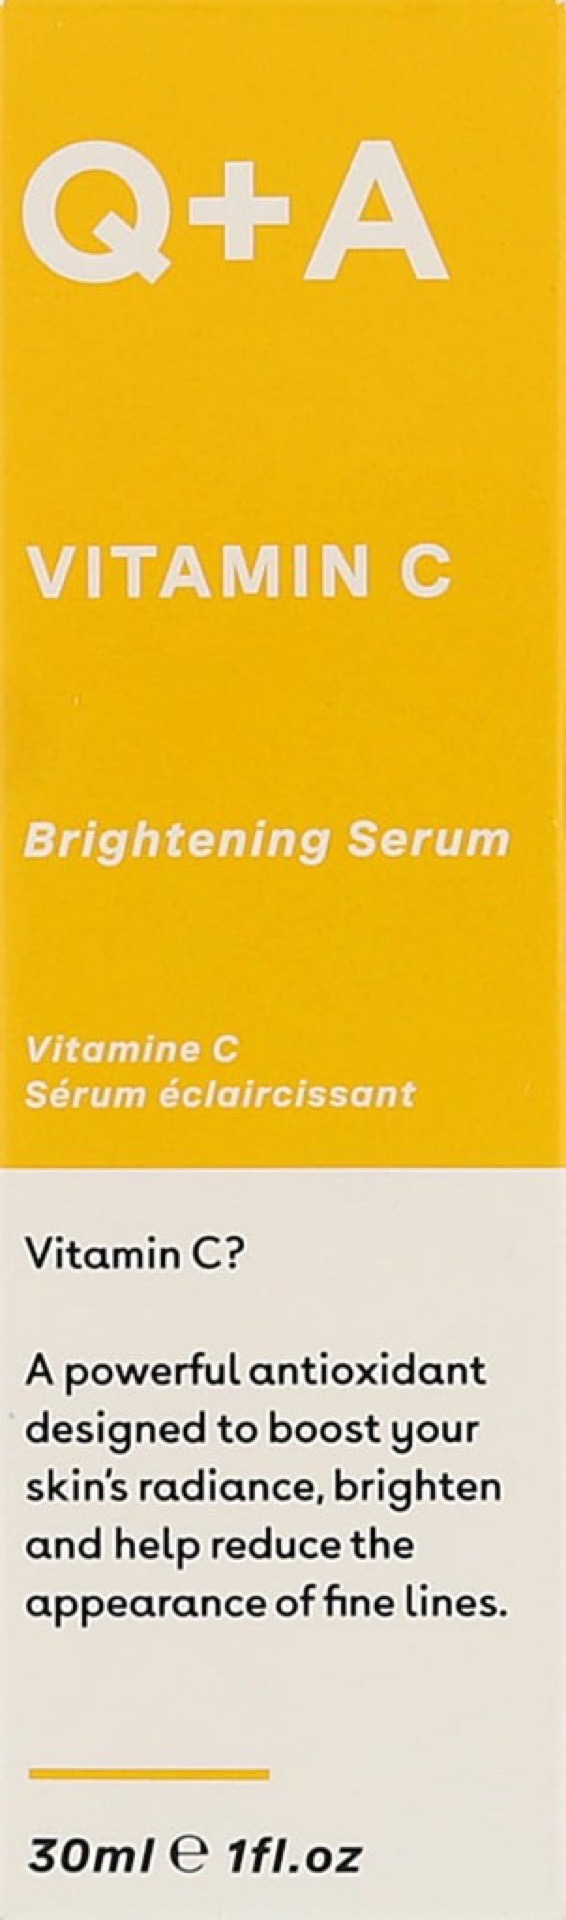 Q+A
VITAMIN C
Brightening Serum
Vitamine C
Sérum éclaircissant
Vitamin C?
A powerful antioxidant
designed to boost your
skin's radiance, brighten
and help reduce the
appearance of fine lines.
30ml ℮ 1fl.oz